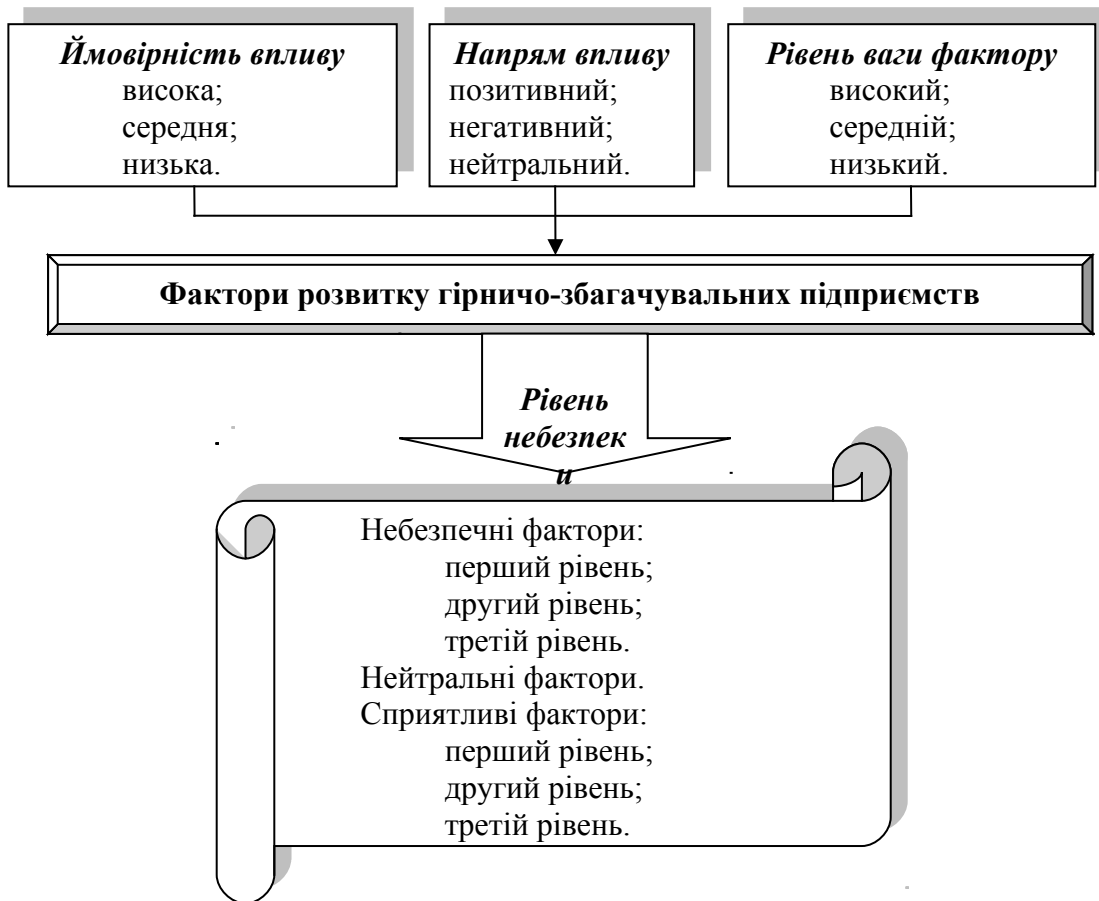 Ймовірність впливу
висока;
середня;
низька.
Напрям впливу
позитивний;
негативний;
нейтральний.
Рівень ваги фактору
високий;
середній;
низький.
Фактори розвитку гірничо-збагачувальних підприємств
Рівень
небезпек
и
Небезпечні фактори:
перший рівень;
другий рівень;
третій рівень.
Нейтральні фактори.
Сприятливі фактори:
перший рівень;
другий рівень;
третій рівень.